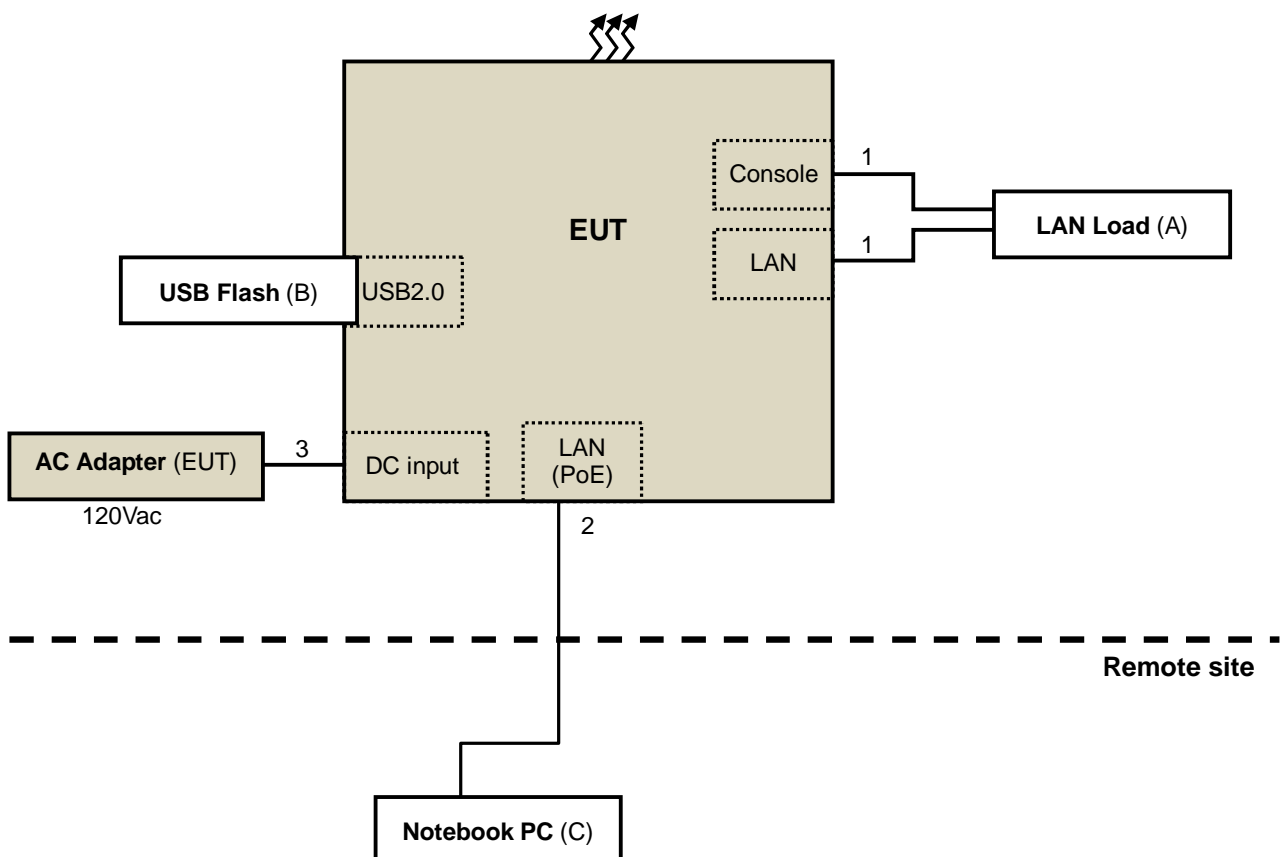 Console
1
EUT
LAN Load (A)
1
LAN
USB Flash (B)
USB2.0
AC Adapter (EUT)
3
DC input
LAN
(PoE)
120Vac
2
Remote site
Notebook PC (C)